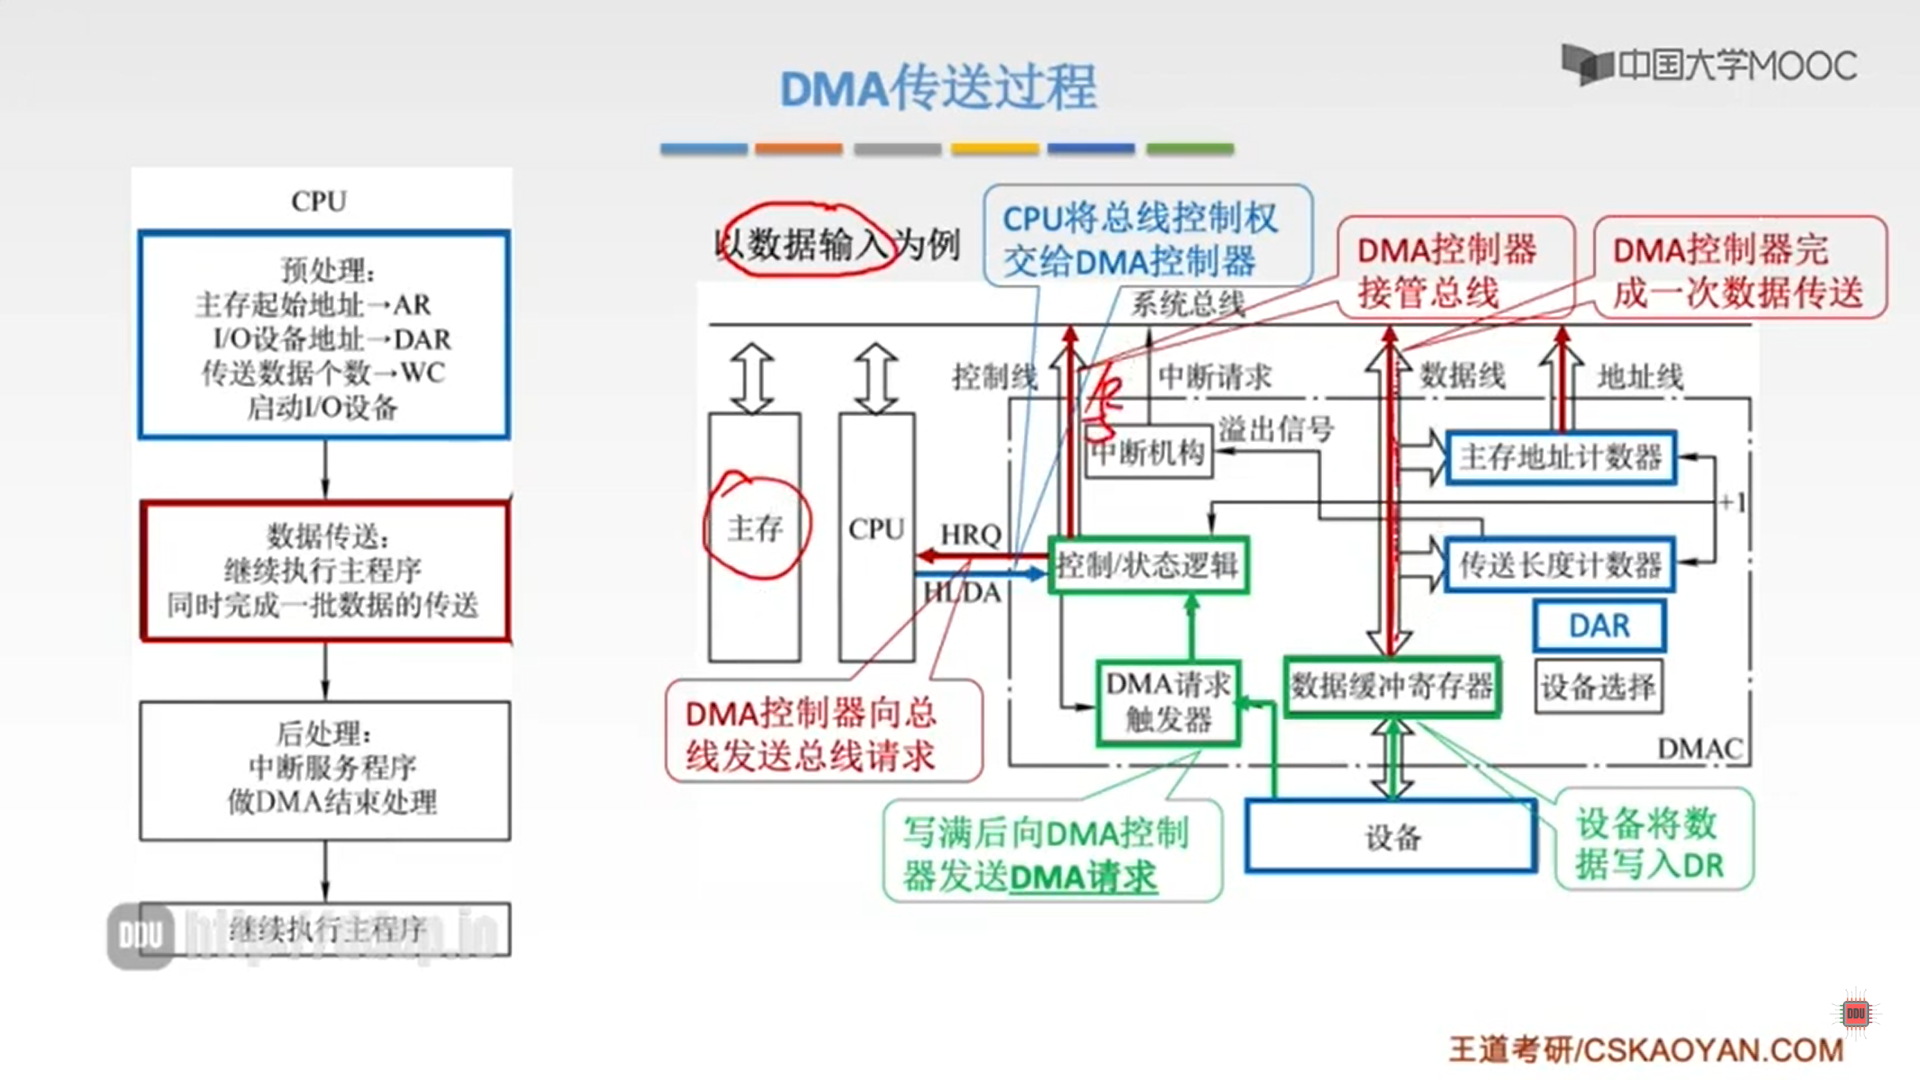 DMA传送过程
中国大学MOOC
CPU
预处理：
主存起始地址→AR
I/O设备地址→DAR
传送数据个数→WC
启动I/O设备
数据传送：
继续执行主程序
同时完成一批数据的传送
后处理：
中断服务程序
做DMA结束处理
继续执行主程序
以数据输入为例
CPU将总线控制权
交给DMA控制器
DMA控制器
接管总线
DMA控制器完
成一次数据传送
系统总线
控制线
中断请求
数据线
地址线
中断机构
溢出信号
主存地址计数器
+1
主存
CPU
HRQ
HLDA
控制/状态逻辑
传送长度计数器
DAR
DMA请求
触发器
数据缓冲寄存器
设备选择
DMAC
DMA控制器向总
线发送总线请求
写满后向DMA控制
器发送DMA请求
设备
设备将数
据写入DR
DDU
DDU
王道考研/CSKAOYAN.COM